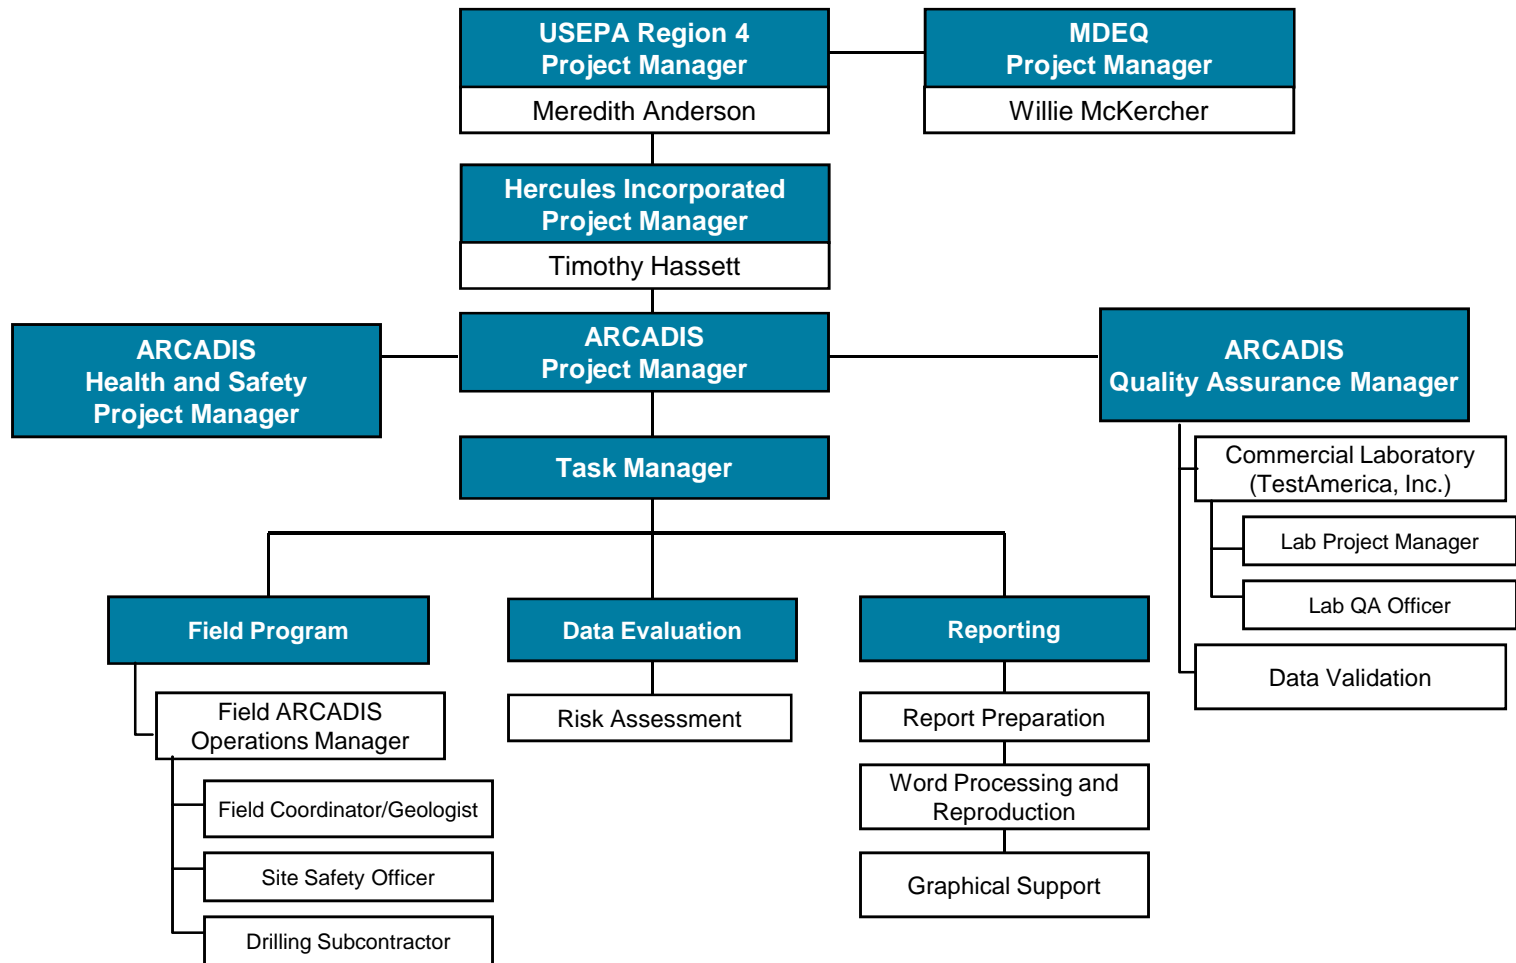 USEPA Region 4
Project Manager
Meredith Anderson
MDEQ
Project Manager
Willie McKercher
Hercules Incorporated
Project Manager
Timothy Hassett
ARCADIS
Health and Safety
Project Manager
ARCADIS
Project Manager
ARCADIS
Quality Assurance Manager
Task Manager
Commercial Laboratory
(TestAmerica, Inc.)
Lab Project Manager
Lab QA Officer
Data Validation
Field Program
Field ARCADIS
Operations Manager
Field Coordinator/Geologist
Site Safety Officer
Drilling Subcontractor
Data Evaluation
Risk Assessment
Reporting
Report Preparation
Word Processing and
Reproduction
Graphical Support